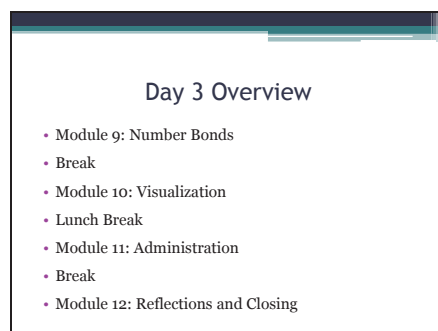 Day 3 Overview
• Module 9: Number Bonds
• Break
• Module 10: Visualization
• Lunch Break
• Module 11: Administration
• Break
• Module 12: Reflections and Closing